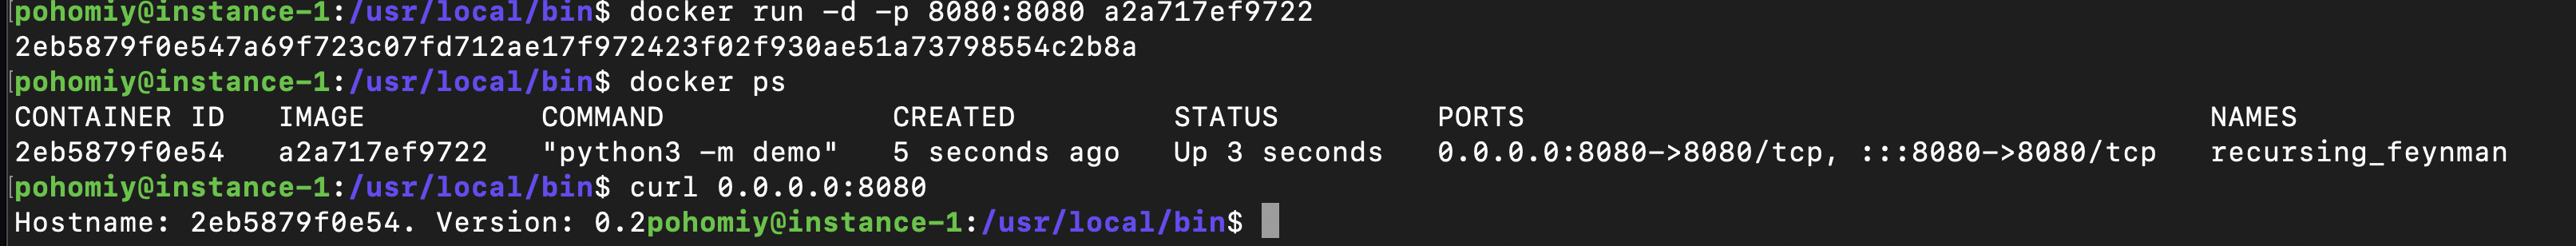 pohomiy@instance-1:/usr/local/bin$ docker run -d -p 8080:8080 a2a717ef9722
2eb5879f0e547a69f723c07fd712ae17f972423f02f930ae51a73798554c2b8a
[pohomiy@instance-1:/usr/local/bin$ docker ps
CONTAINER ID   IMAGE          COMMAND             CREATED         STATUS         PORTS                                       NAMES
2eb5879f0e54   a2a717ef9722   "python3 -m demo"   5 seconds ago   Up 3 seconds   0.0.0.0:8080->8080/tcp, :::8080->8080/tcp   recursing_feynman
[pohomiy@instance-1:/usr/local/bin$ curl 0.0.0.0:8080
Hostname: 2eb5879f0e54. Version: 0.2pohomiy@instance-1:/usr/local/bin$